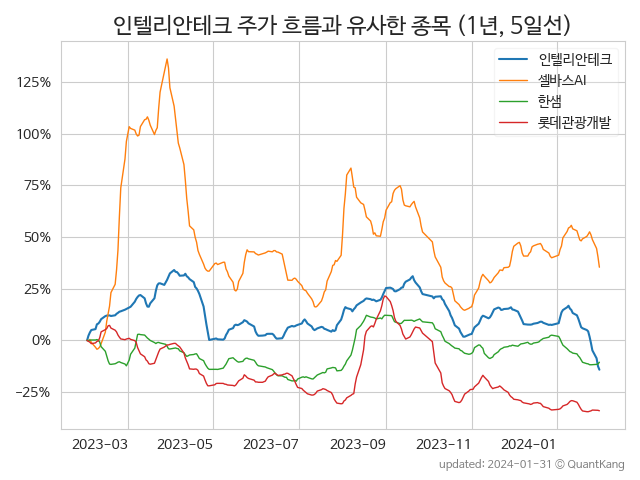 인텔리안테크 주가 흐름과 유사한 종목 (1년, 5일선)
인텔리안테크
셀바스AI
한샘
롯데관광개발
125%
100%
75%
50%
25%
0%
−25%
2023-03 2023-05 2023-07 2023-09 2023-11 2024-01
updated: 2024-01-31 © QuantKang